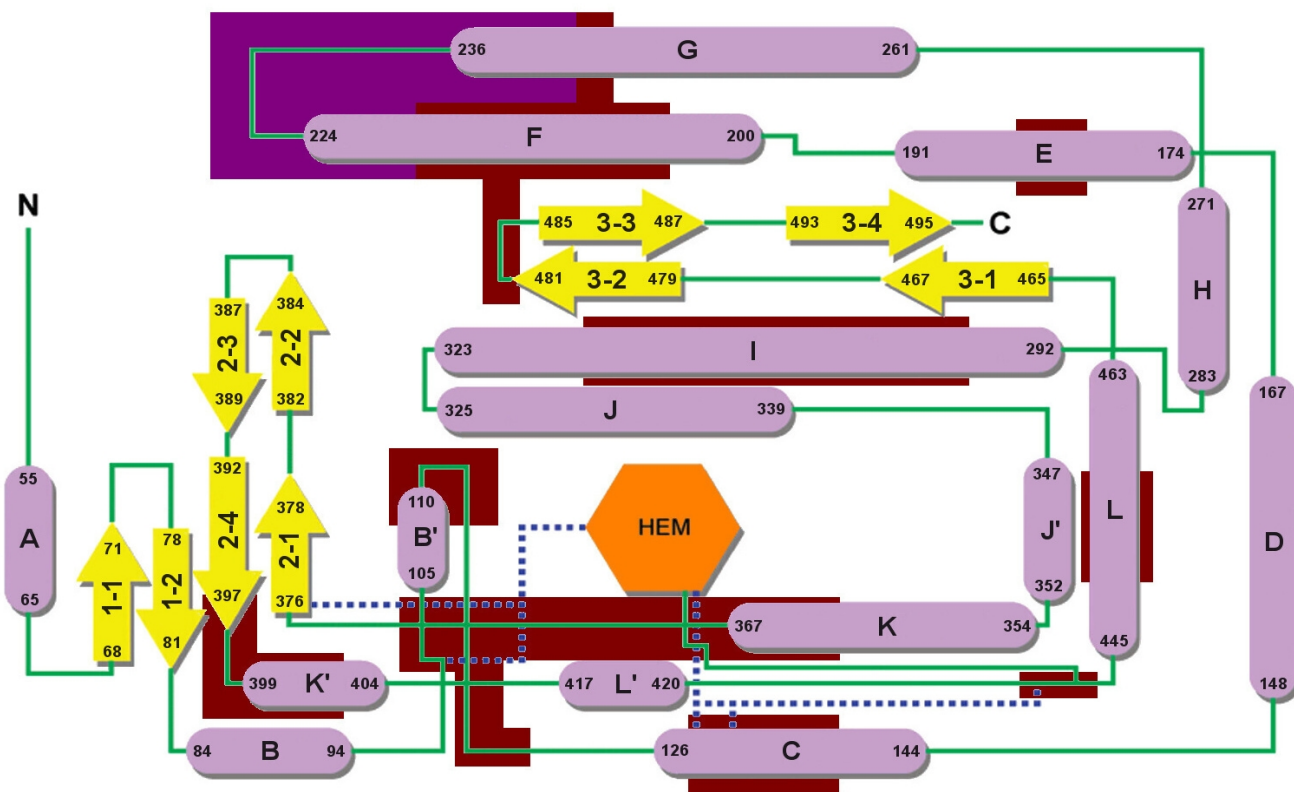 236 G 261
224 F 200
191 E 174
N
485 3-3 487
493 3-4 495
C
271
H
283
481 3-2 479
467 3-1 465
387
2-3
389
384
2-2
382
323 I 292
325 J 339
463
L
445
167
D
148
55
A
65
71
1-1
68
78
1-2
81
392
2-4
397
378
2-1
376
110
B'
105
HEM
347
J'
352
367 K 354
399 K' 404
417 L' 420
84 B 94
126 C 144